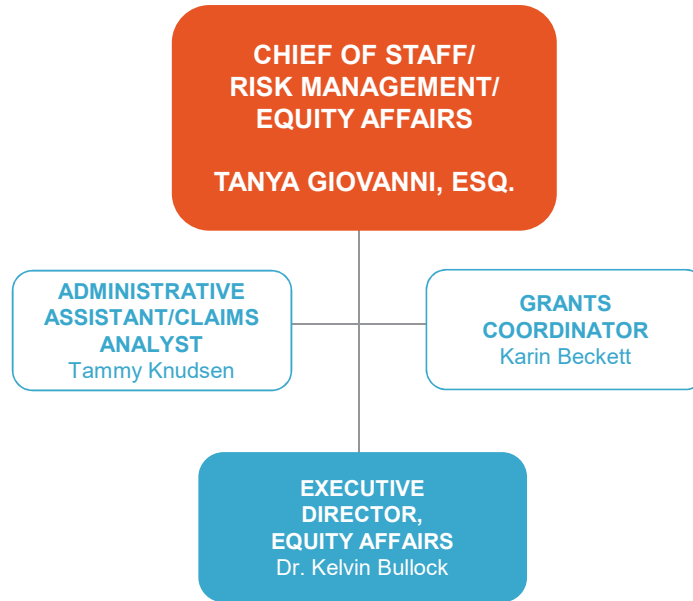 CHIEF OF STAFF/
RISK MANAGEMENT/
EQUITY AFFAIRS
TANYA GIOVANNI, ESQ.
ADMINISTRATIVE
ASSISTANT/CLAIMS
ANALYST
Tammy Knudsen
GRANTS
COORDINATOR
Karin Beckett
EXECUTIVE
DIRECTOR,
EQUITY AFFAIRS
Dr. Kelvin Bullock